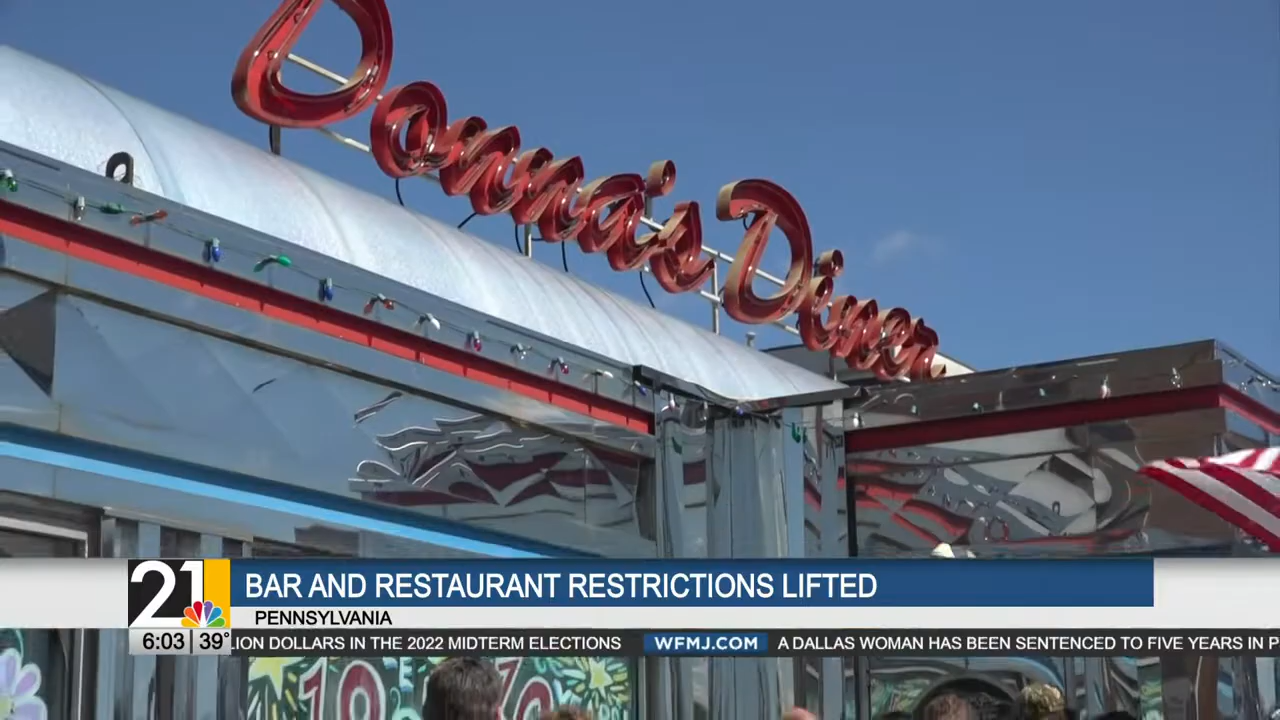 Donna's Diner
21
BAR AND RESTAURANT RESTRICTIONS LIFTED
PENNSYLVANIA
6:03 39° ION DOLLARS IN THE 2022 MIDTERM ELECTIONS WFMJ.COM A DALLAS WOMAN HAS BEEN SENTENCED TO FIVE YEARS IN P